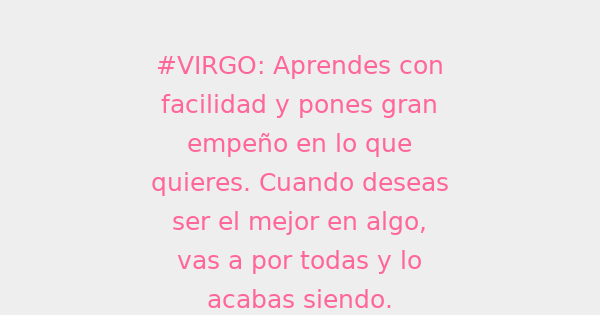 #VIRGO: Aprendes con
facilidad y pones gran
empeño en lo que
quieres. Cuando deseas
ser el mejor en algo,
vas a por todas y lo
acabas siendo.